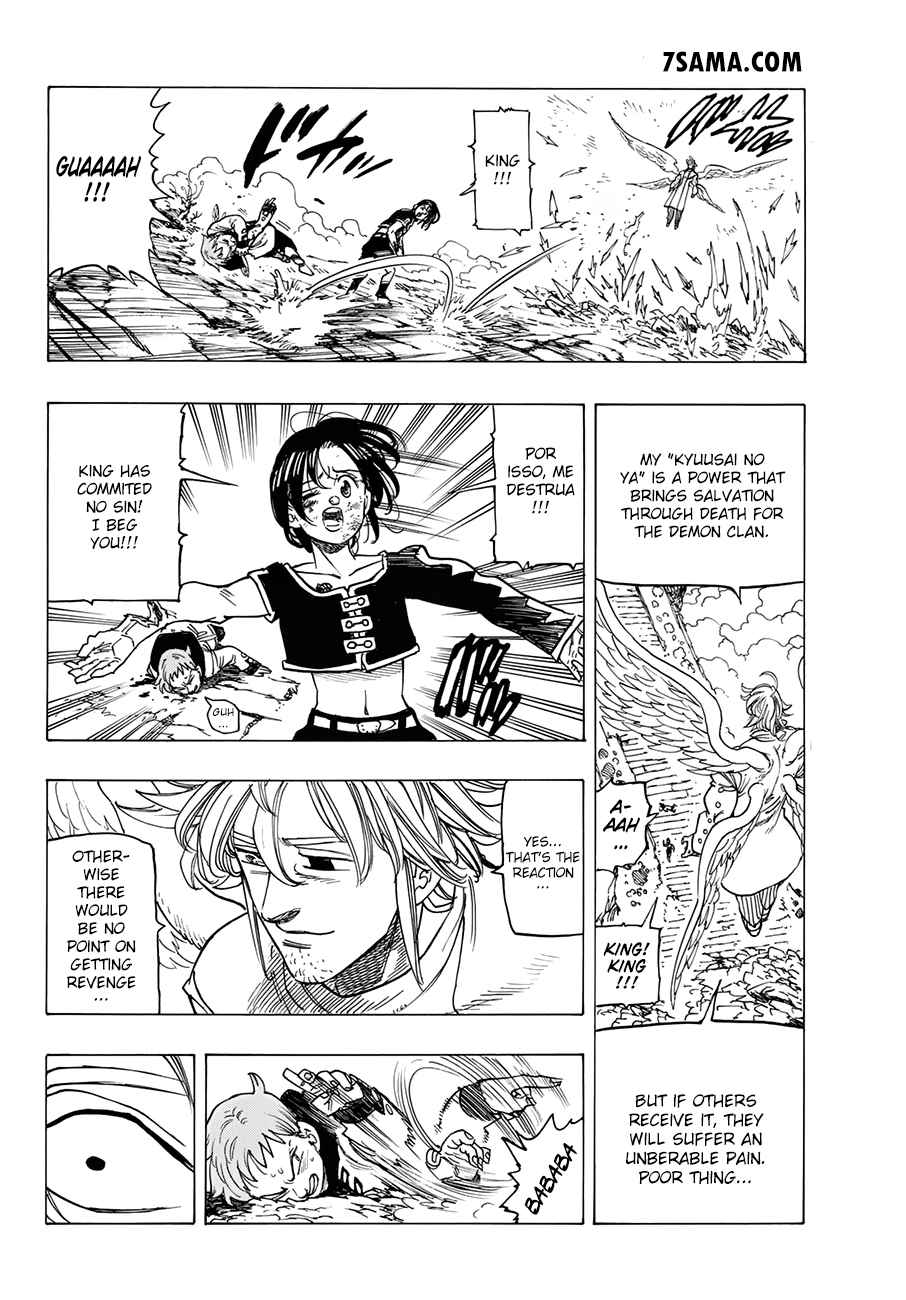 7SAMA.COM
KING
!!!
ドカッ
GUAAAAH
!!!
MY "KYUUSAI NO
YA" IS A POWER THAT
BRINGS SALVATION
THROUGH DEATH FOR
THE DEMON CLAN.
A-
AAH
...
KING!
KING
!!!
BUT IF OTHERS
RECEIVE IT, THEY
WILL SUFFER AN
UNBERABLE PAIN.
POOR THING...
POR
ISSO, ME
DESTRUA
!!!
KING HAS
COMMITED
NO SIN!
I BEG
YOU!!!
GUH
...
YES...
THAT'S THE
REACTION
...
OTHER-
WISE
THERE
WOULD
BE NO
POINT ON
GETTING
REVENGE
...
BABABA